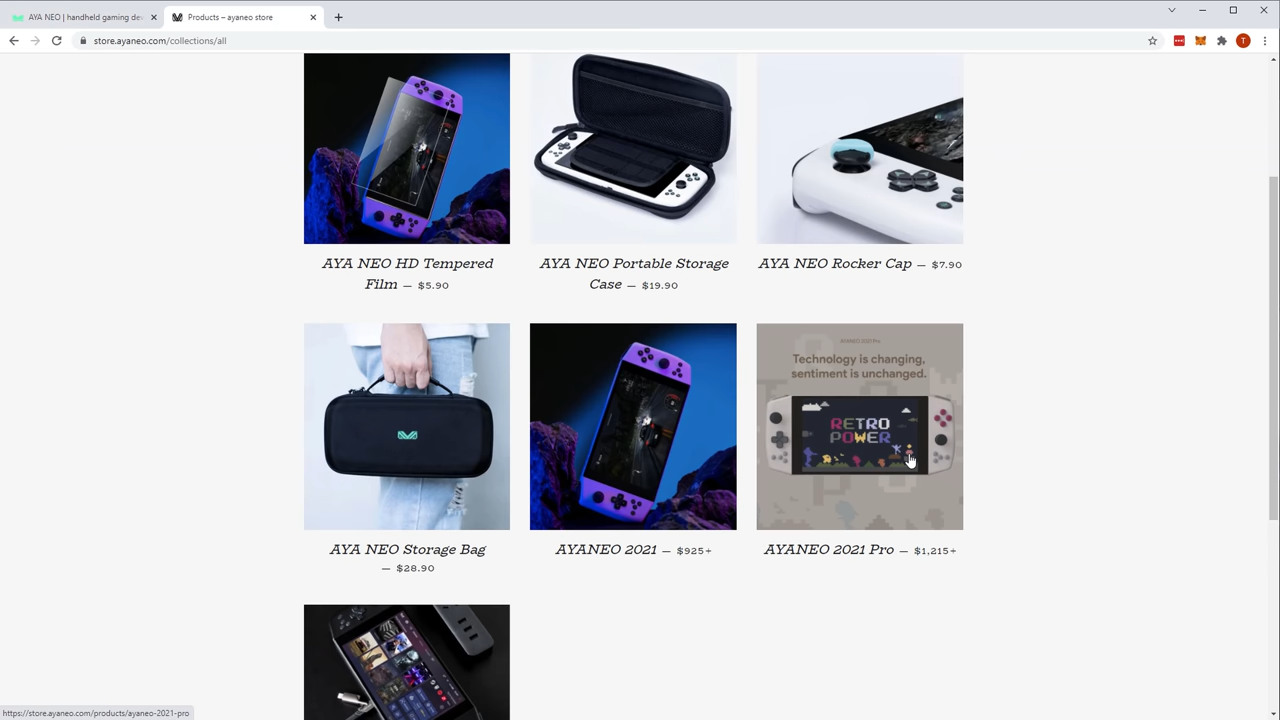 AYA NEO | handheld gaming de
Products – ayaneo store
store.ayaneo.com/collections/all
T
AYA NEO HD Tempered
Film — $5.90
AYA NEO Portable Storage
Case — $19.90
AYA NEO Rocker Cap — $7.90
AYANEO 2021 Pro
Technology is changing,
sentiment is unchanged.
RETRO
POWER
AYA NEO Storage Bag
— $28.90
AYANEO 2021 — $925+
AYANEO 2021 Pro — $1,215+
https://store.ayaneo.com/products/ayaneo-2021-pro